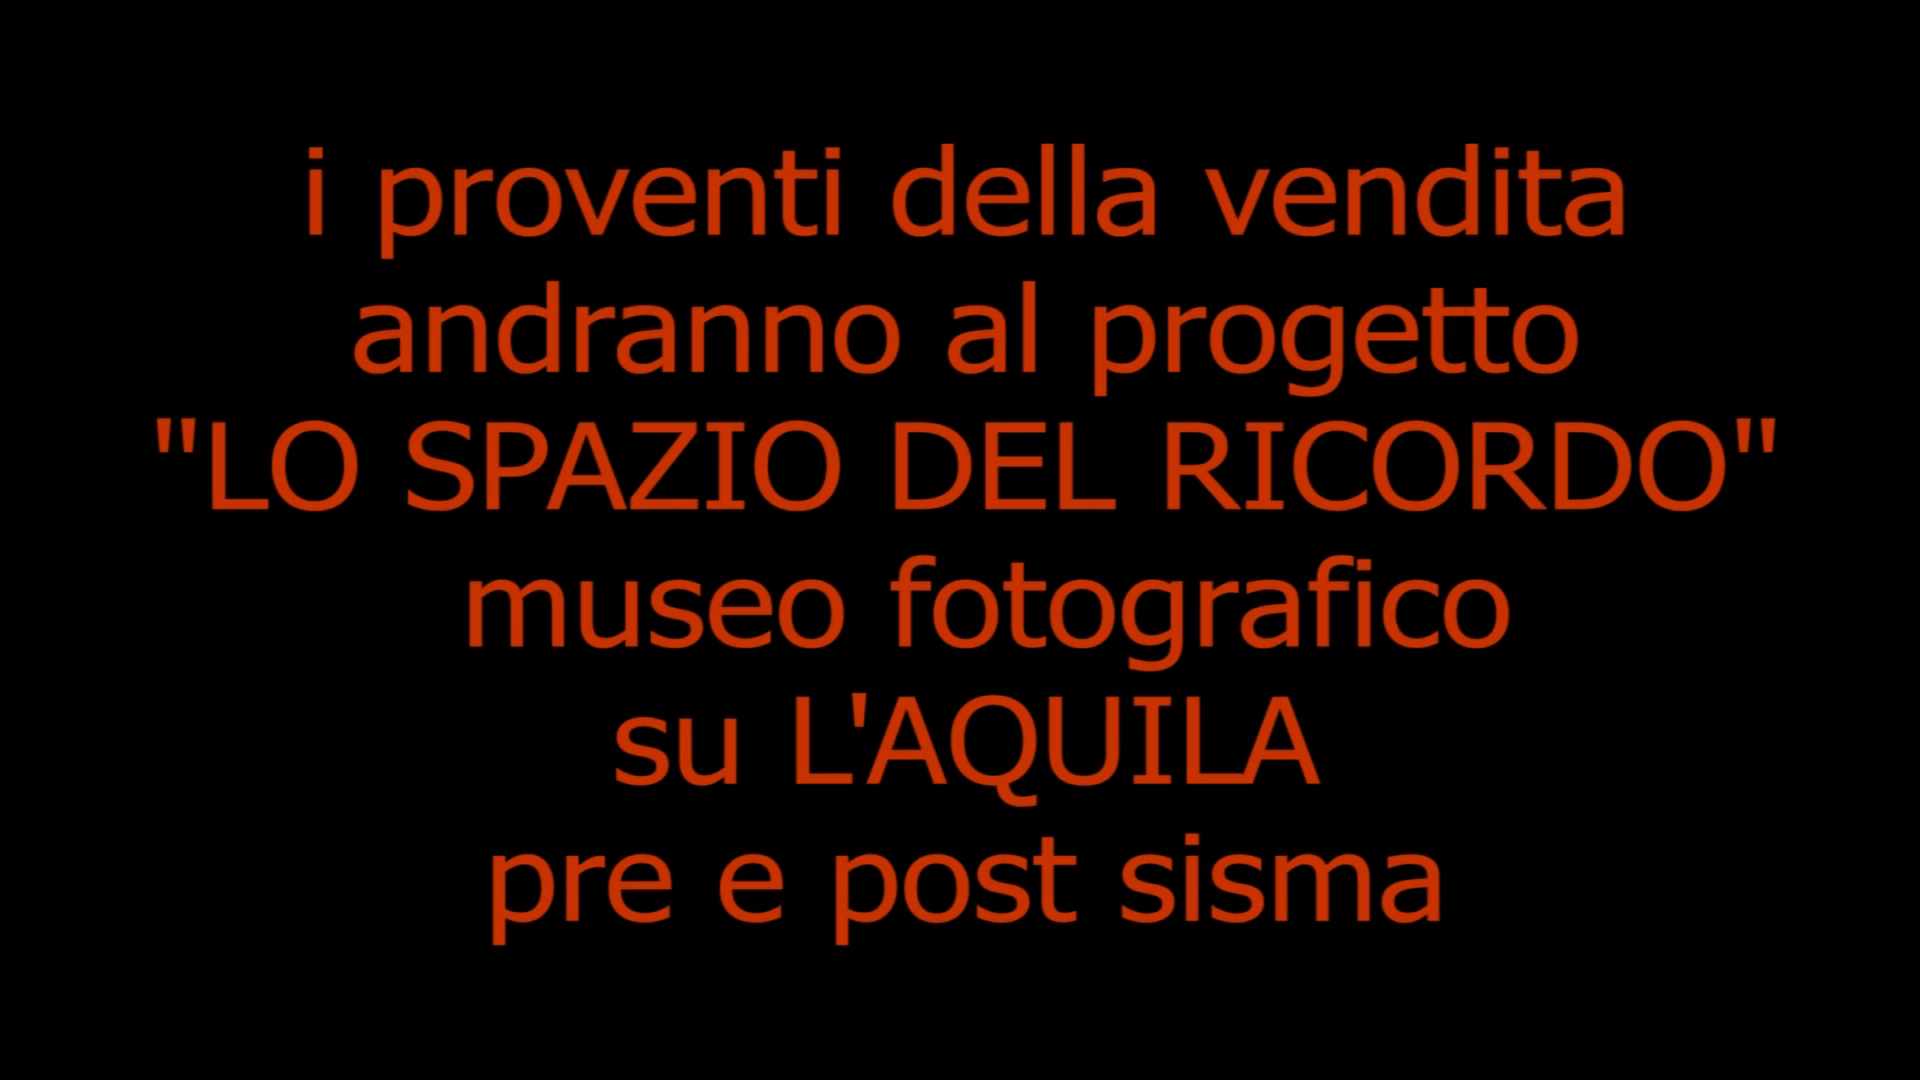 i proventi della vendita
andranno al progetto
"LO SPAZIO DEL RICORDO"
museo fotografico
su L'AQUILA
pre e post sisma